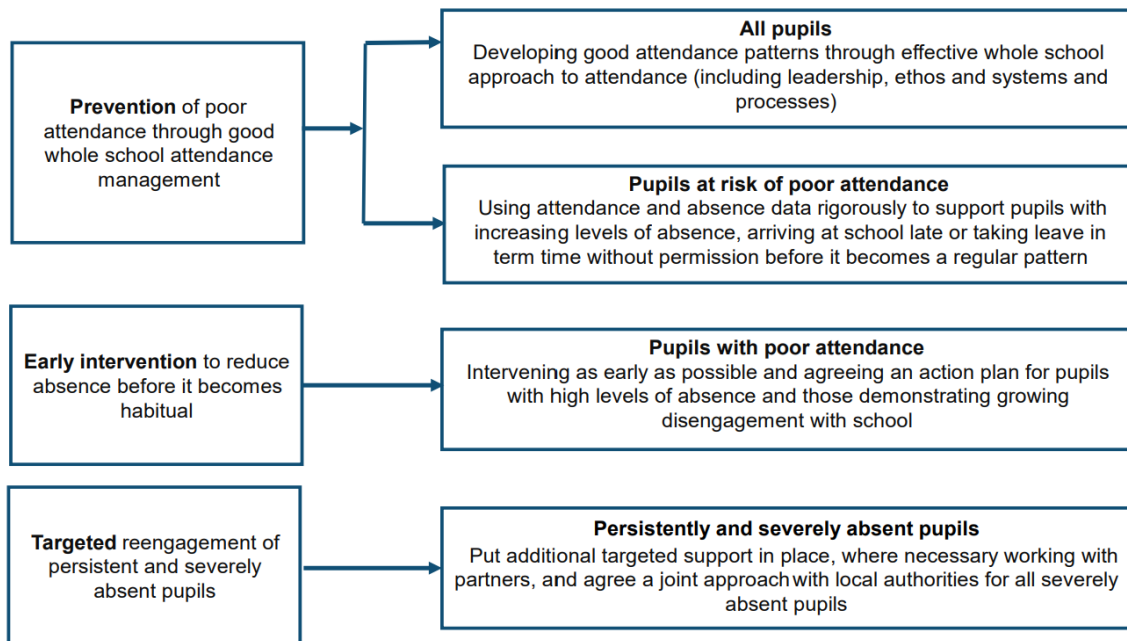 Prevention of poor
attendance through good
whole school attendance
management
All pupils
Developing good attendance patterns through effective whole school
approach to attendance (including leadership, ethos and systems and
processes)
Pupils at risk of poor attendance
Using attendance and absence data rigorously to support pupils with
increasing levels of absence, arriving at school late or taking leave in
term time without permission before it becomes a regular pattern
Early intervention to reduce
absence before it becomes
habitual
Pupils with poor attendance
Intervening as early as possible and agreeing an action plan for pupils
with high levels of absence and those demonstrating growing
disengagement with school
Targeted reengagement of
persistent and severely
absent pupils
Persistently and severely absent pupils
Put additional targeted support in place, where necessary working with
partners, and agree a joint approach with local authorities for all severely
absent pupils